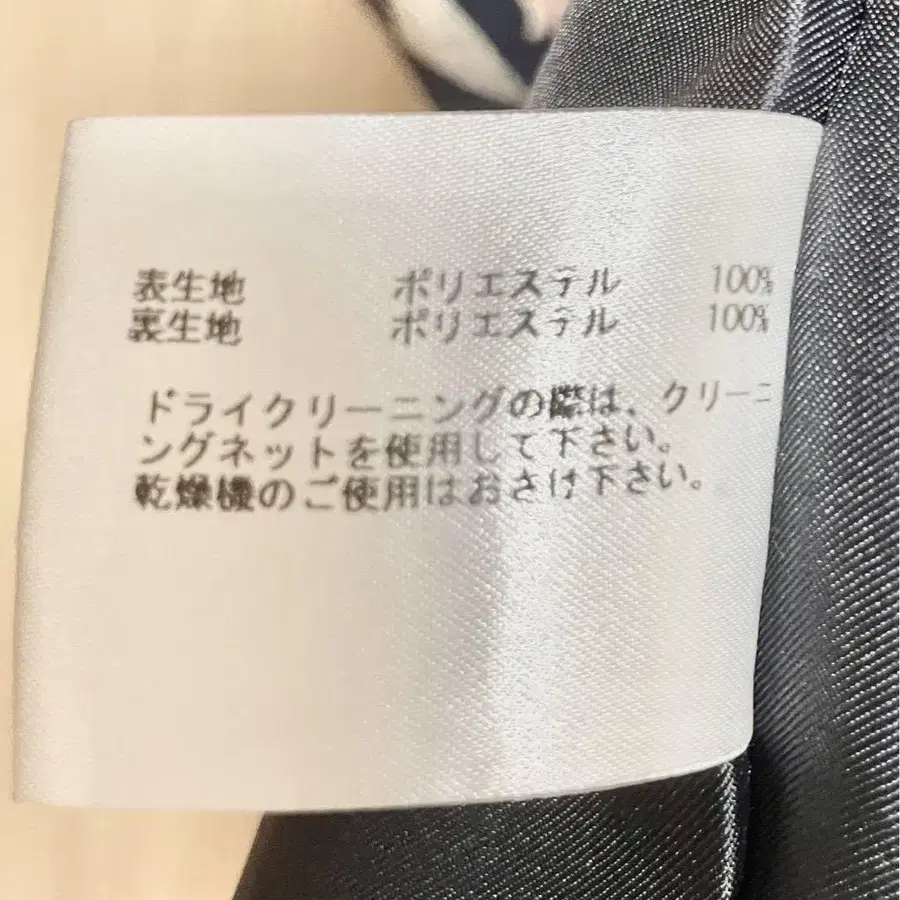 表生地 ポリエステル 100%
裏生地 ポリエステル 100%
ドライクリーニングの際は、クリーニ
ングネットを使用して下さい。
乾燥機のご使用はおさけ下さい。